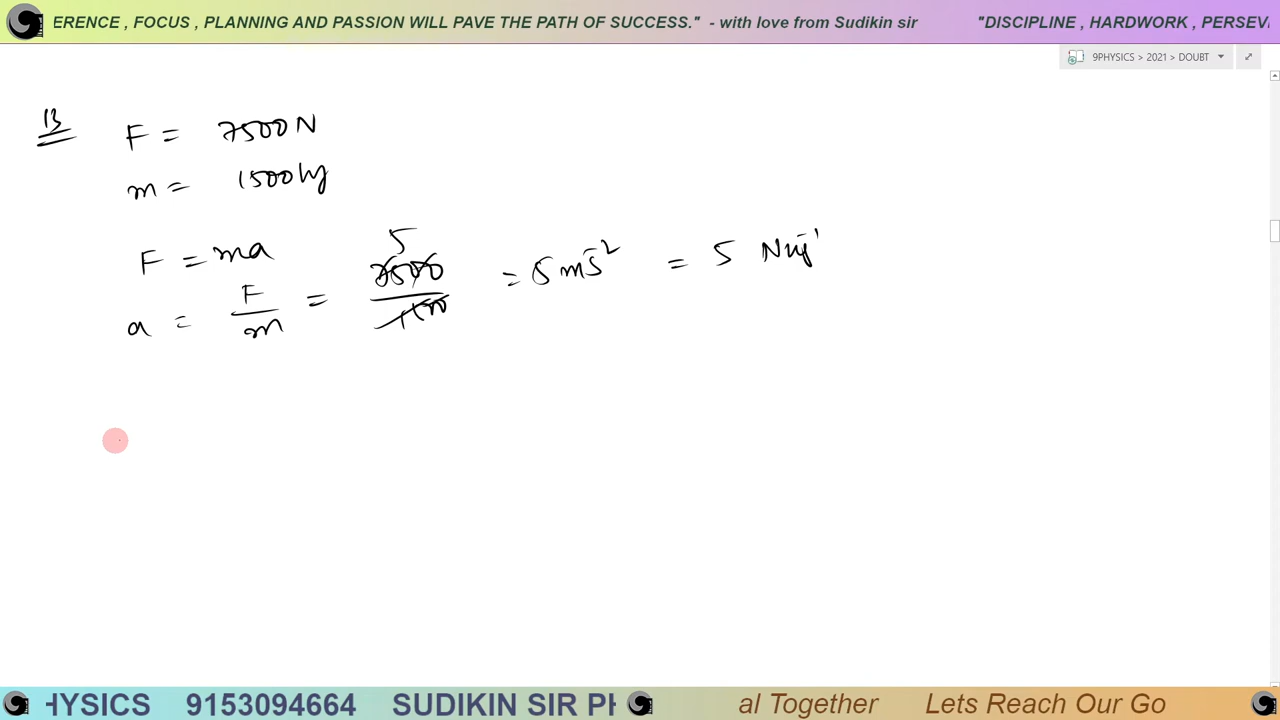 ERENCE , FOCUS , PLANNING AND PASSION WILL PAVE THE PATH OF SUCCESS." - with love from Sudikin sir "DISCIPLINE , HARDWORK , PERSEV
9PHYSICS > 2021 > DOUBT
13
F = 7500 N
m = 1500 kg
F = ma
a = F/m = 7500/1500 5 = 5 ms⁻² = 5 N kg⁻¹
HYSICS 9153094664 SUDIKIN SIR PH al Together Lets Reach Our Go